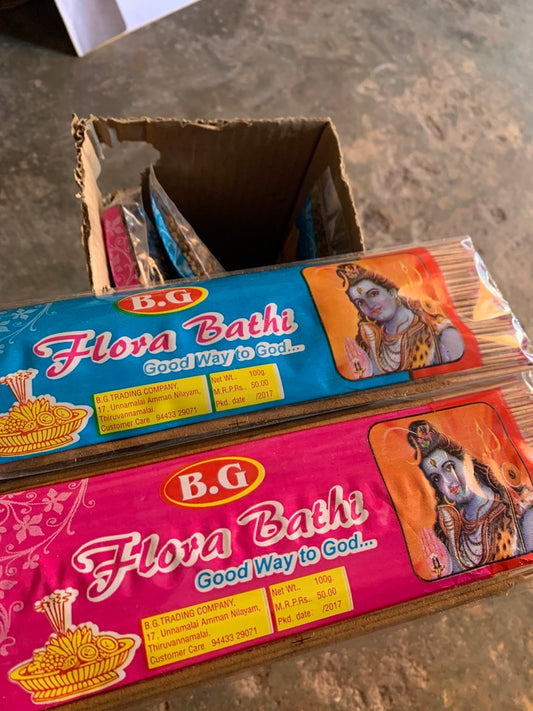 B.G
Flora Bathi
Good Way to God...
B.G.TRADING COMPANY,
17, Unnamalai Amman Nilayam,
Thiruvannamalai.
Customer Care 94433 29071
Net Wt.. 100g.
M.R.P.Rs.. 50.00
Pkd. date /2017
B.G
Flora Bathi
Good Way to God...
B.G.TRADING COMPANY,
17, Unnamalai Amman Nilayam,
Thiruvannamalai.
Customer Care 94433 29071
Net Wt.. 100g.
M.R.P.Rs.. 50.00
Pkd. date /2017